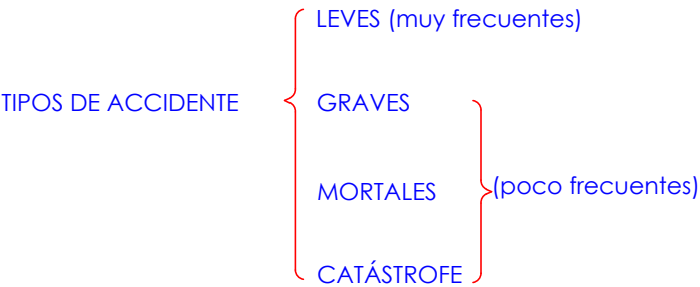 LEVES (muy frecuentes)
TIPOS DE ACCIDENTE
GRAVES
MORTALES
(poco frecuentes)
CATÁSTROFE